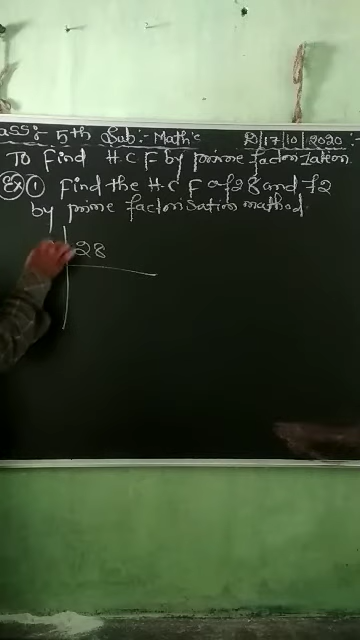 ass:- 5th Sub:- Math's D/17/10/2020
To Find H.C.F by prime factorization
Ex ① Find the H.C.F of 28 and 72
by prime factorisation method.
28